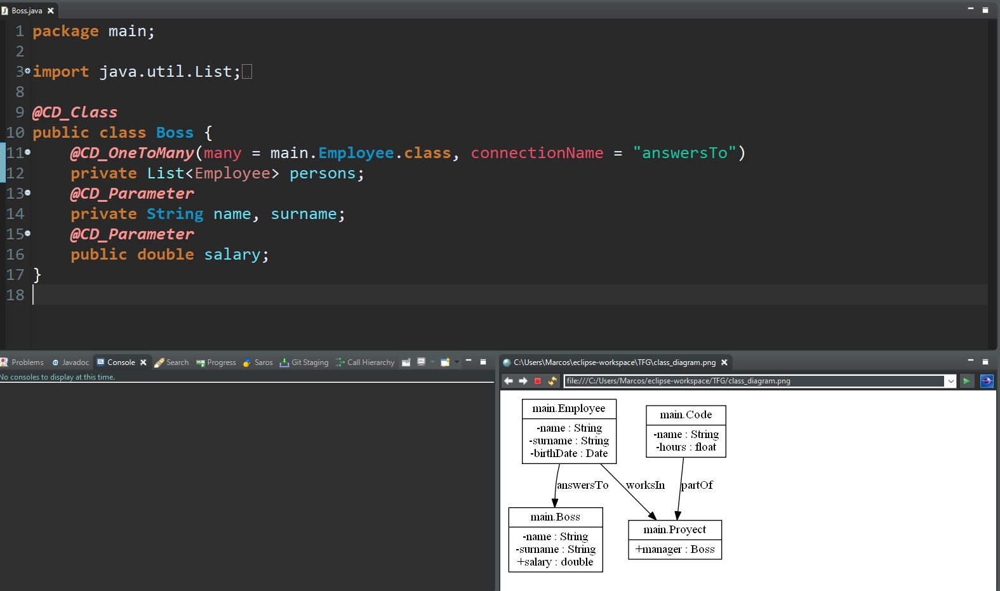 Boss.java
1 package main;
2
3 import java.util.List;
8
9 @CD_Class
10 public class Boss {
11 @CD_OneToMany(many = main.Employee.class, connectionName = "answersTo")
12 private List<Employee> persons;
13 @CD_Parameter
14 private String name, surname;
15 @CD_Parameter
16 public double salary;
17 }
18
Problems @ Javadoc Console Search Progress Saros Git Staging Call Hierarchy
No consoles to display at this time.
C:\Users\Marcos\eclipse-workspace\TFG\class_diagram.png
file:///C:/Users/Marcos/eclipse-workspace/TFG/class_diagram.png
main.Employee
-name : String
-surname : String
-birthDate : Date
main.Code
-name : String
-hours : float
answersTo
worksIn
partOf
main.Boss
-name : String
-surname : String
+salary : double
main.Proyect
+manager : Boss